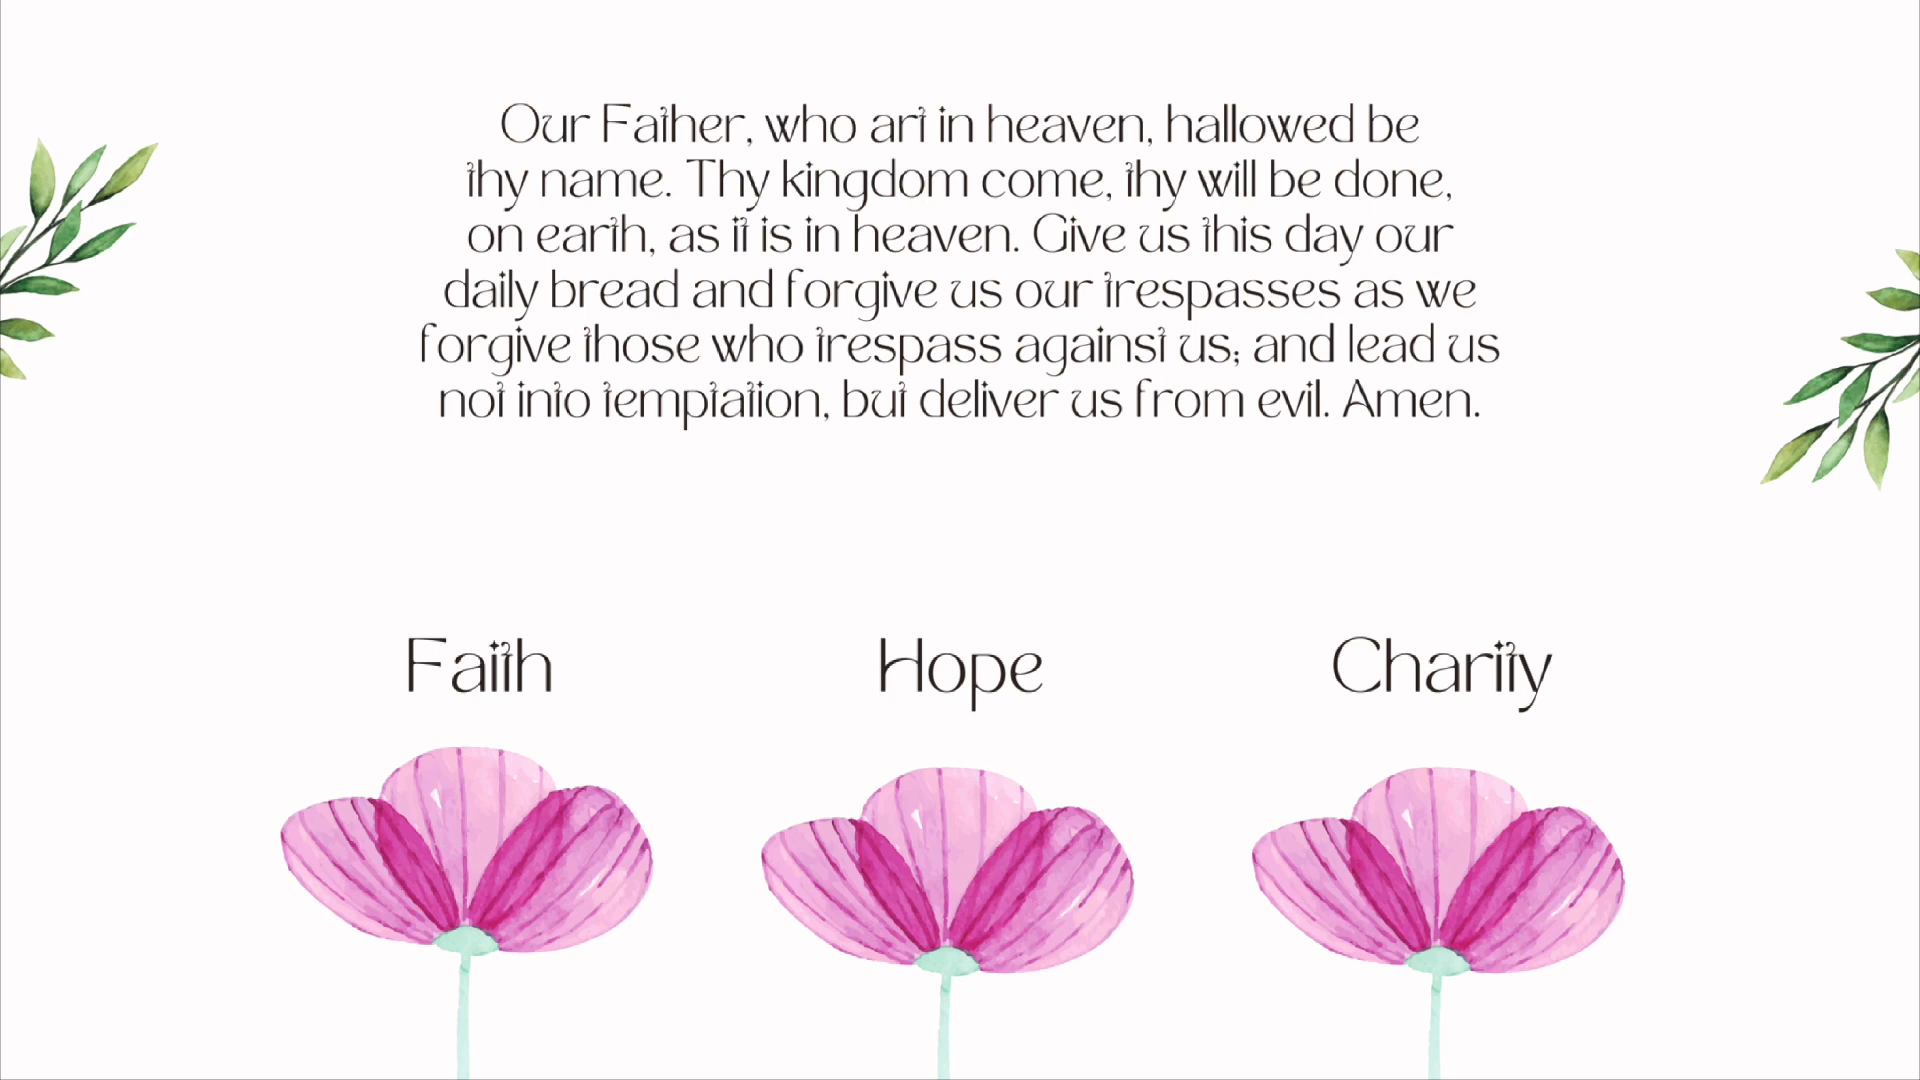 Our Father, who art in heaven, hallowed be
thy name. Thy kingdom come, thy will be done,
on earth, as it is in heaven. Give us this day our
daily bread and forgive us our trespasses as we
forgive those who trespass against us; and lead us
not into temptation, but deliver us from evil. Amen.
Faith
Hope
Charity